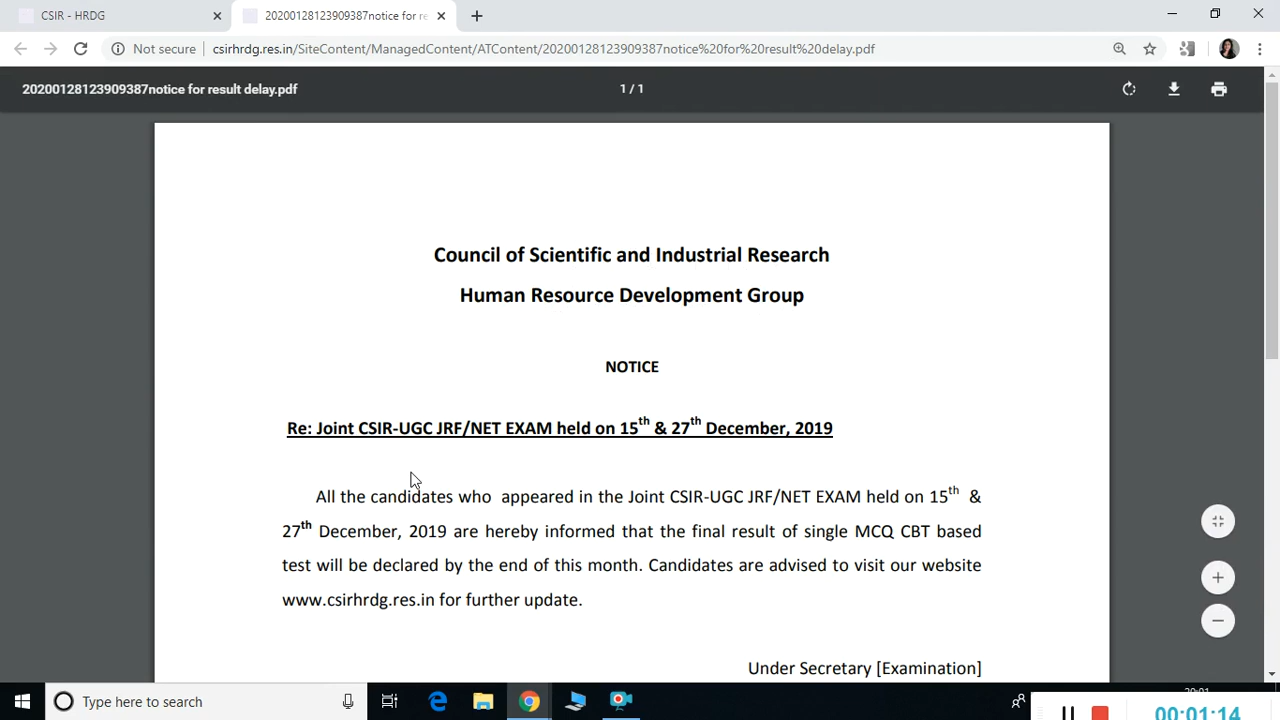 CSIR - HRDG
20200128123909387notice for re
Not secure
csirhrdg.res.in/SiteContent/ManagedContent/ATContent/20200128123909387notice%20for%20result%20delay.pdf
20200128123909387notice for result delay.pdf
1 / 1
Council of Scientific and Industrial Research
Human Resource Development Group
NOTICE
Re: Joint CSIR-UGC JRF/NET EXAM held on 15th & 27th December, 2019
All the candidates who appeared in the Joint CSIR-UGC JRF/NET EXAM held on 15th &
27th December, 2019 are hereby informed that the final result of single MCQ CBT based
test will be declared by the end of this month. Candidates are advised to visit our website
www.csirhrdg.res.in for further update.
Under Secretary [Examination]
Type here to search
00:01:14